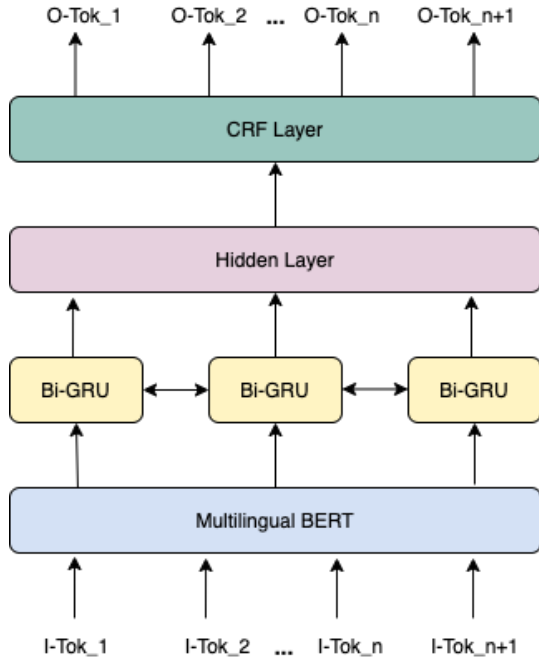 O-Tok_1 O-Tok_2 ... O-Tok_n O-Tok_n+1
CRF Layer
Hidden Layer
Bi-GRU Bi-GRU Bi-GRU
Multilingual BERT
I-Tok_1 I-Tok_2 ... I-Tok_n I-Tok_n+1